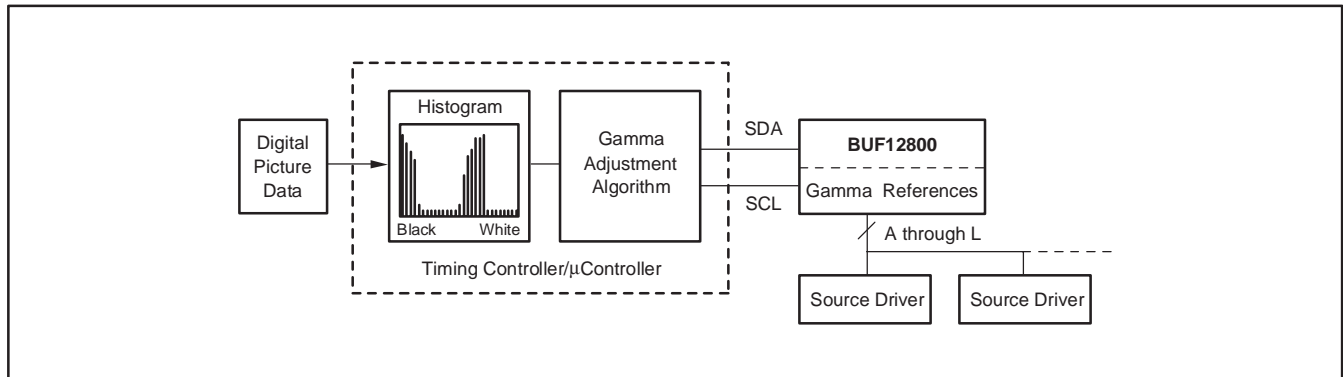 Digital
Picture
Data
Histogram
Black White
Gamma
Adjustment
Algorithm
Timing Controller/μController
SDA
SCL
BUF12800
Gamma References
A through L
Source Driver
Source Driver